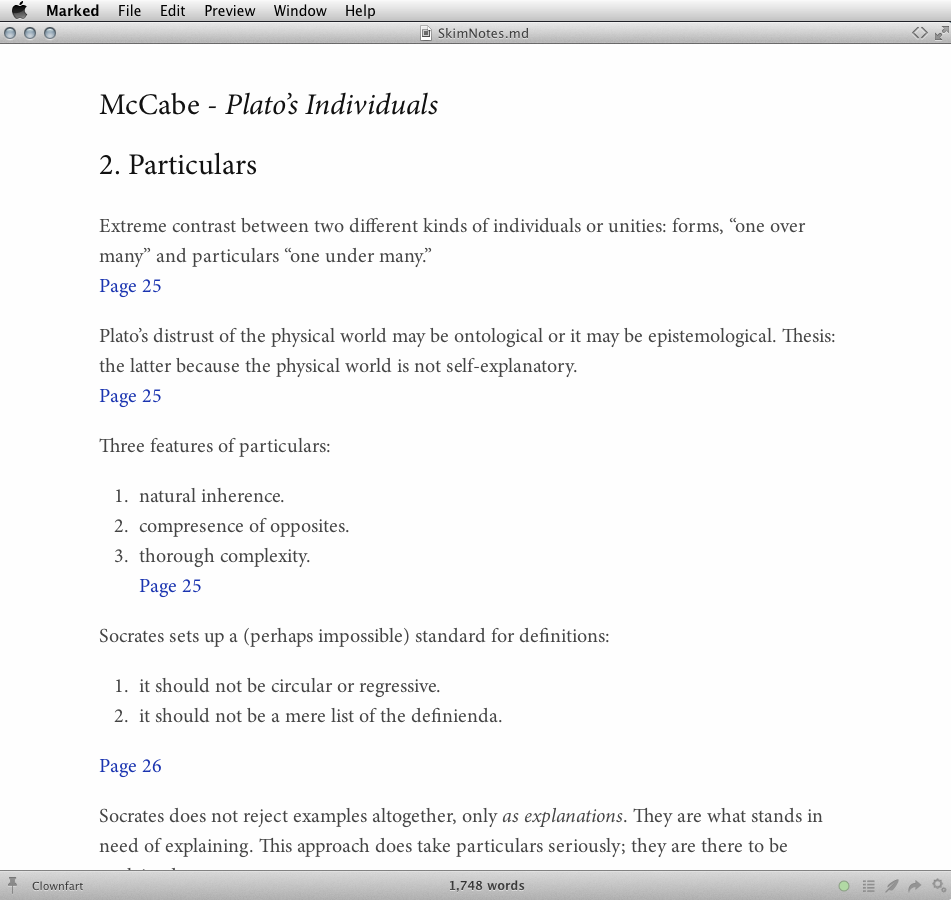 Marked File Edit Preview Window Help
SkimNotes.md
McCabe - Plato’s Individuals
2. Particulars
Extreme contrast between two different kinds of individuals or unities: forms, “one over
many” and particulars “one under many.”
Page 25
Plato’s distrust of the physical world may be ontological or it may be epistemological. Thesis:
the latter because the physical world is not self-explanatory.
Page 25
Three features of particulars:
1. natural inherence.
2. compresence of opposites.
3. thorough complexity.
Page 25
Socrates sets up a (perhaps impossible) standard for definitions:
1. it should not be circular or regressive.
2. it should not be a mere list of the definienda.
Page 26
Socrates does not reject examples altogether, only as explanations. They are what stands in
need of explaining. This approach does take particulars seriously; they are there to be
Clownfart 1,748 words